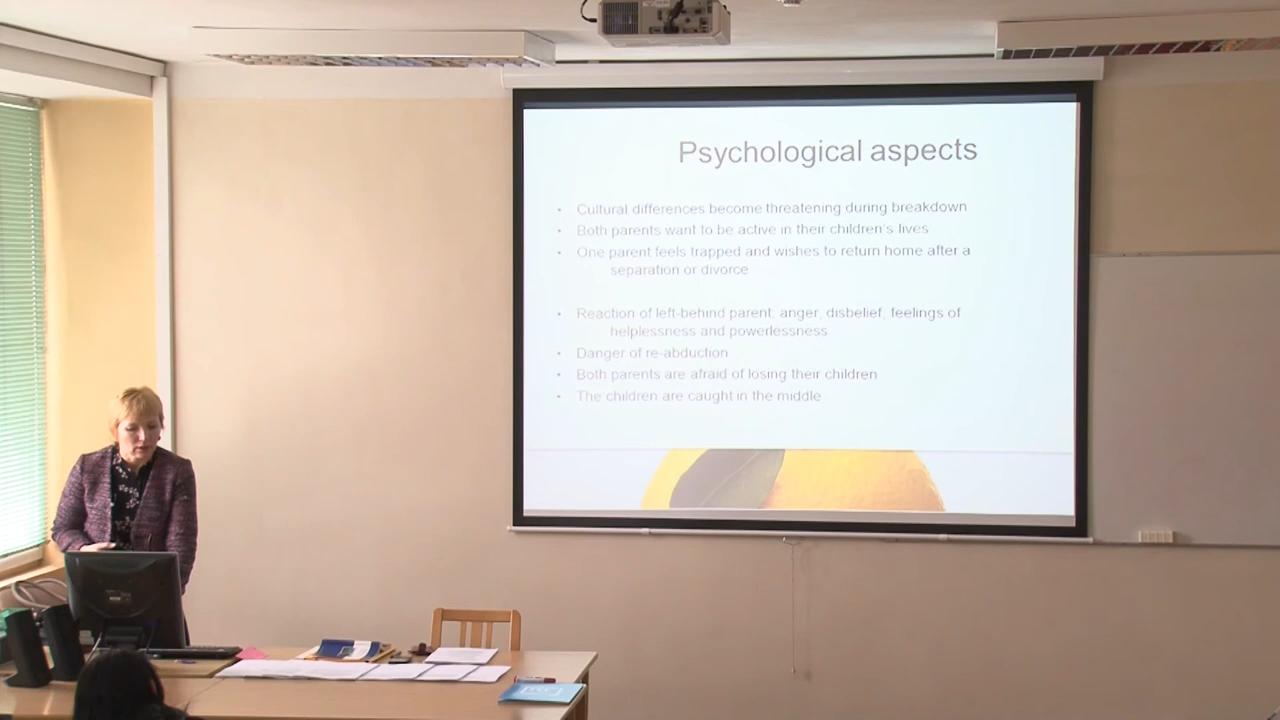 Psychological aspects
• Cultural differences become threatening during breakdown
• Both parents want to be active in their children's lives
• One parent feels trapped and wishes to return home after a
separation or divorce
• Reaction of left-behind parent: anger, disbelief, feelings of
helplessness and powerlessness
• Danger of re-abduction
• Both parents are afraid of losing their children
• The children are caught in the middle